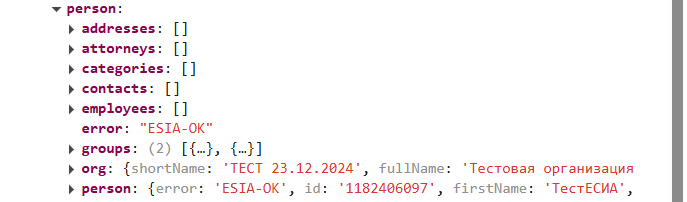 person:
addresses: []
attorneys: []
categories: []
contacts: []
employees: []
error: "ESIA-OK"
groups: (2) [{…}, {…}]
org: {shortName: 'ТЕСТ 23.12.2024', fullName: 'Тестовая организация
person: {error: 'ESIA-OK', id: '1182406097', firstName: 'ТестЕСИА',